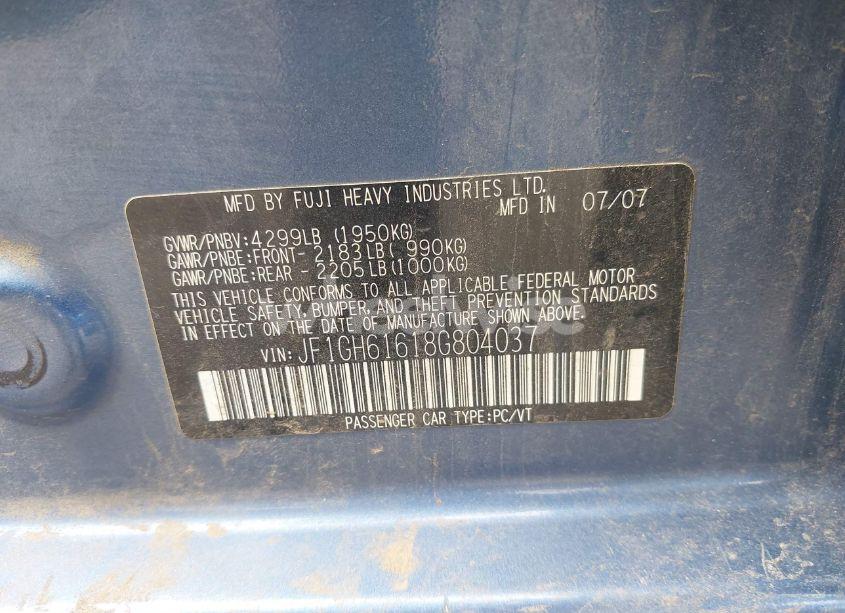 MFD BY FUJI HEAVY INDUSTRIES LTD.
MFD IN 07/07
GVWR/PNBV:4299LB (1950KG)
GAWR/PNBE:FRONT- 2183LB( 990KG)
GAWR/PNBE:REAR - 2205LB(1000KG)
THIS VEHICLE CONFORMS TO ALL APPLICABLE FEDERAL MOTOR
VEHICLE SAFETY, BUMPER, AND THEFT PREVENTION STANDARDS
IN EFFECT ON THE DATE OF MANUFACTURE SHOWN ABOVE.
VIN: JF1GH61618G804037
PASSENGER CAR TYPE:PC/VT